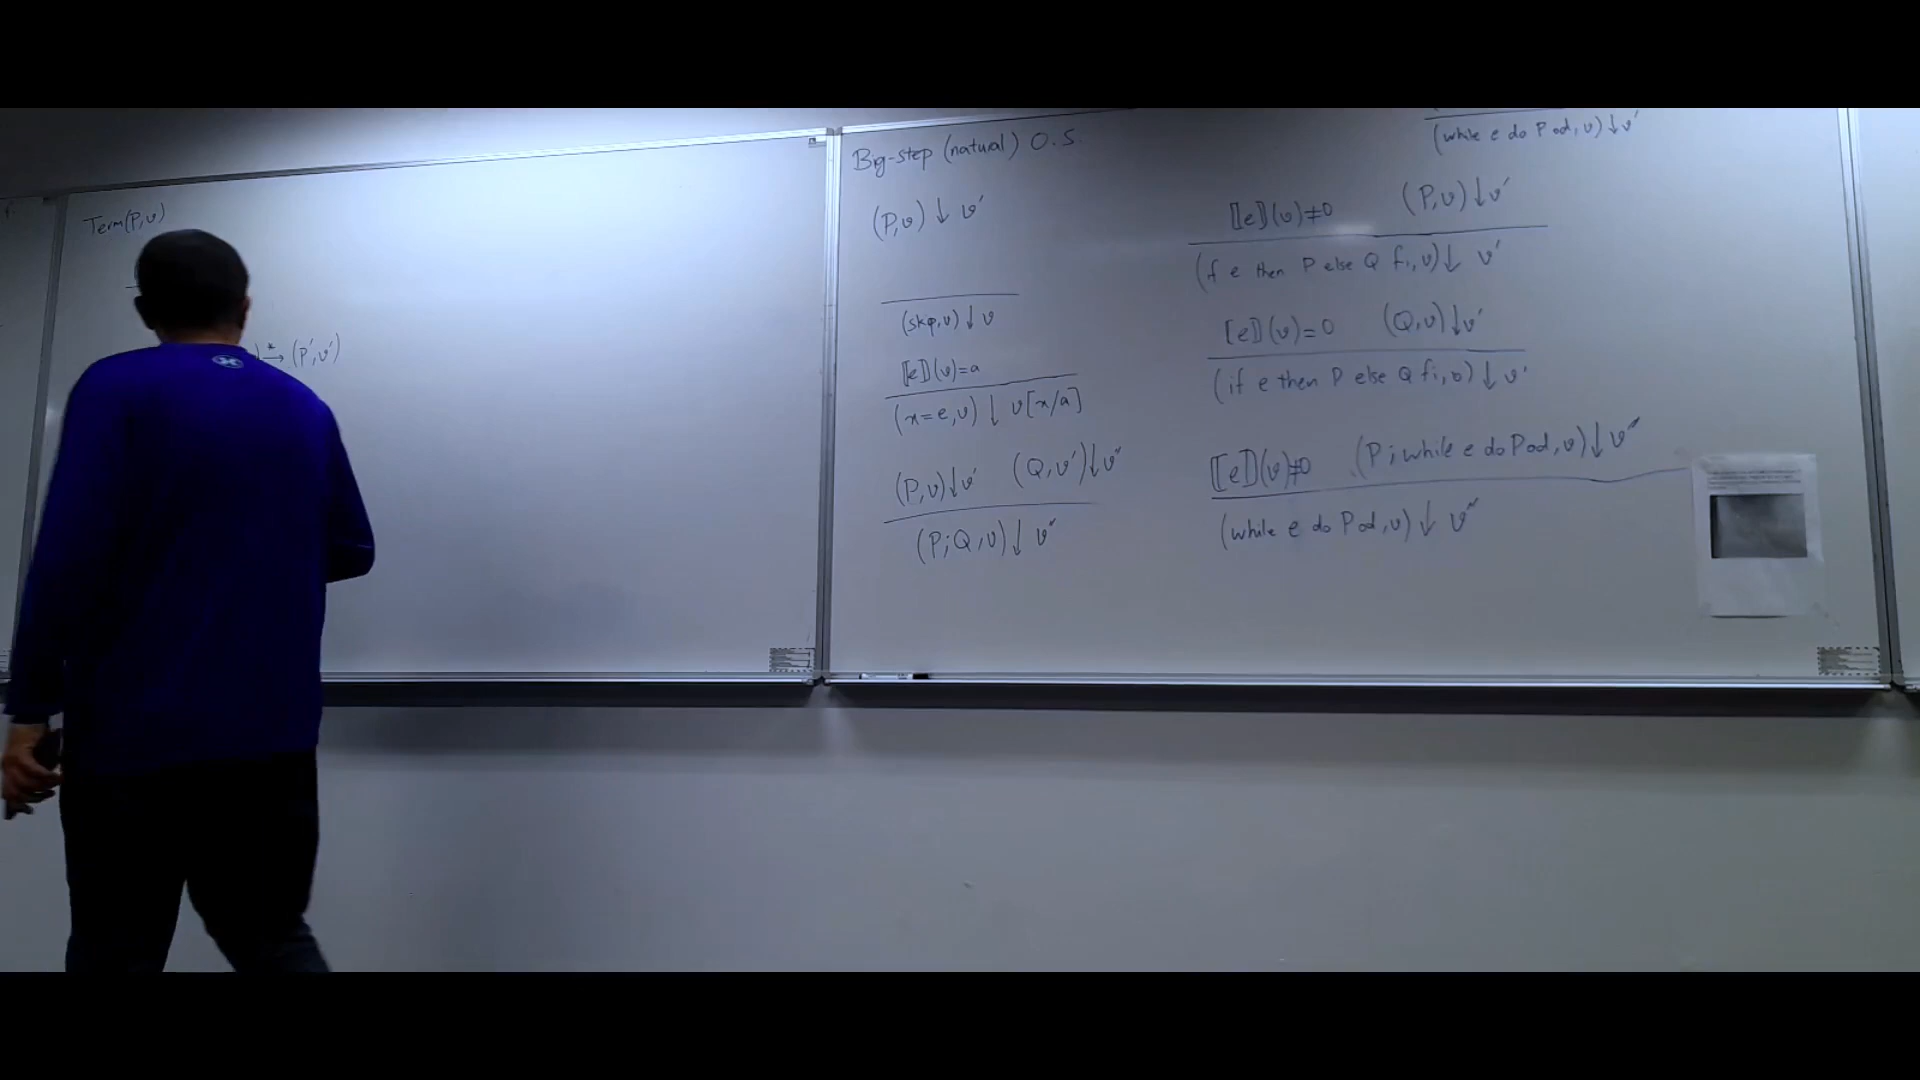 Term(P,v)
) →* (P',v')
Big-step (natural) O.S.
(P,v) ↓ v'
(skip,v) ↓ v
⟦e⟧(v)=a
(x=e,v) ↓ v[x/a]
(P,v)↓v' (Q,v')↓v"
(P;Q,v)↓ v"
(while e do P od, v)↓v'
⟦e⟧(v)≠0 (P,v)↓v'
(if e then P else Q fi,v)↓ v'
⟦e⟧(v)=0 (Q,v)↓v'
(if e then P else Q fi,v)↓ v'
⟦e⟧(v)≠0 (P;while e do P od,v)↓v"
(while e do P od,v)↓ v"